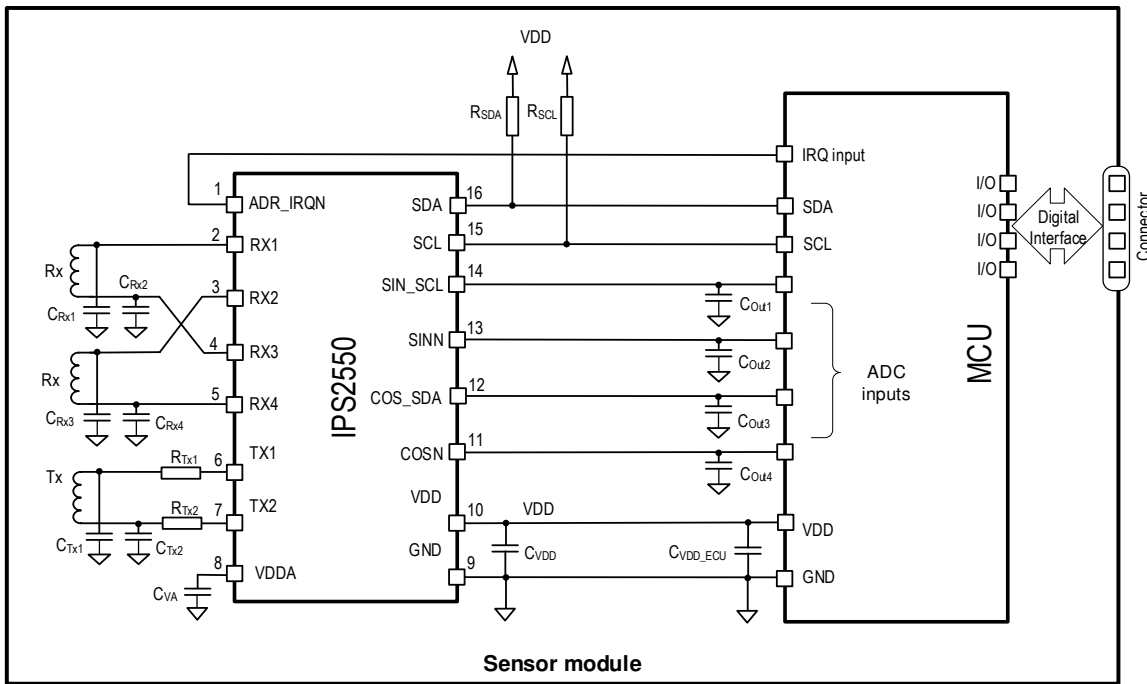 VDD
RSDA
RSCL
IRQ input
1
ADR_IRQN
SDA
16
SDA
2
RX1
SCL
15
SCL
Rx
CRx1
CRx2
3
RX2
SIN_SCL
14
COut1
4
RX3
SINN
13
COut2
Rx
CRx3
CRx4
5
RX4
COS_SDA
12
COut3
ADC
inputs
Tx
RTx1
6
TX1
COSN
11
COut4
RTx2
7
TX2
VDD
10
VDD
VDD
CTx1
CTx2
CVDD
CVDD_ECU
8
VDDA
GND
9
GND
CVA
IPS2550
MCU
I/O
I/O
I/O
I/O
Digital
Interface
Connector
Sensor module